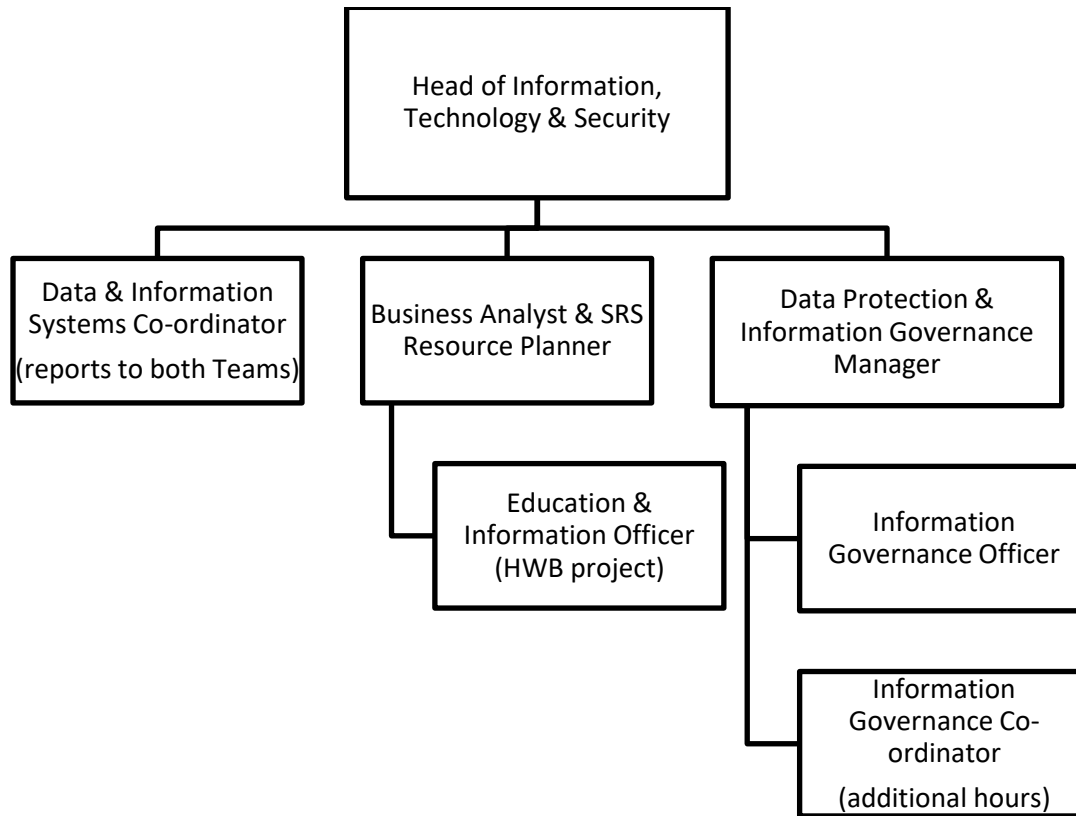 Head of Information,
Technology & Security
Data & Information
Systems Co-ordinator
(reports to both Teams)
Business Analyst & SRS
Resource Planner
Data Protection &
Information Governance
Manager
Education &
Information Officer
(HWB project)
Information
Governance Officer
Information
Governance Co-
ordinator
(additional hours)